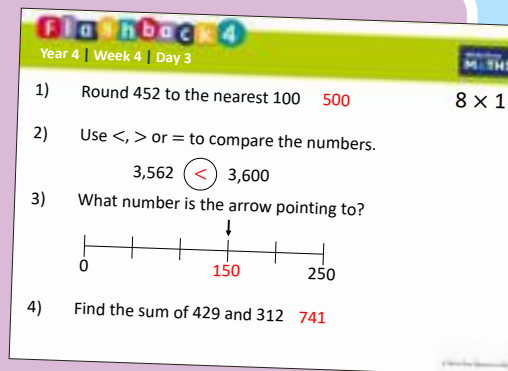 Flashback 4
Year 4 | Week 4 | Day 3
1) Round 452 to the nearest 100 500
8 × 1
2) Use <, > or = to compare the numbers.
3,562 < 3,600
3) What number is the arrow pointing to?
0 150 250
4) Find the sum of 429 and 312 741